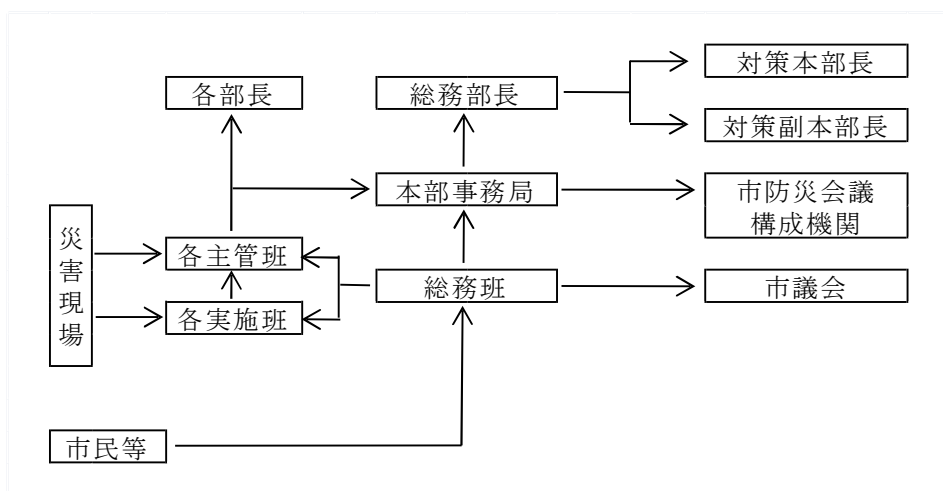 対策本部長
各部長
総務部長
対策副本部長
本部事務局
市防災会議
構成機関
災害現場
各主管班
総務班
市議会
各実施班
市民等